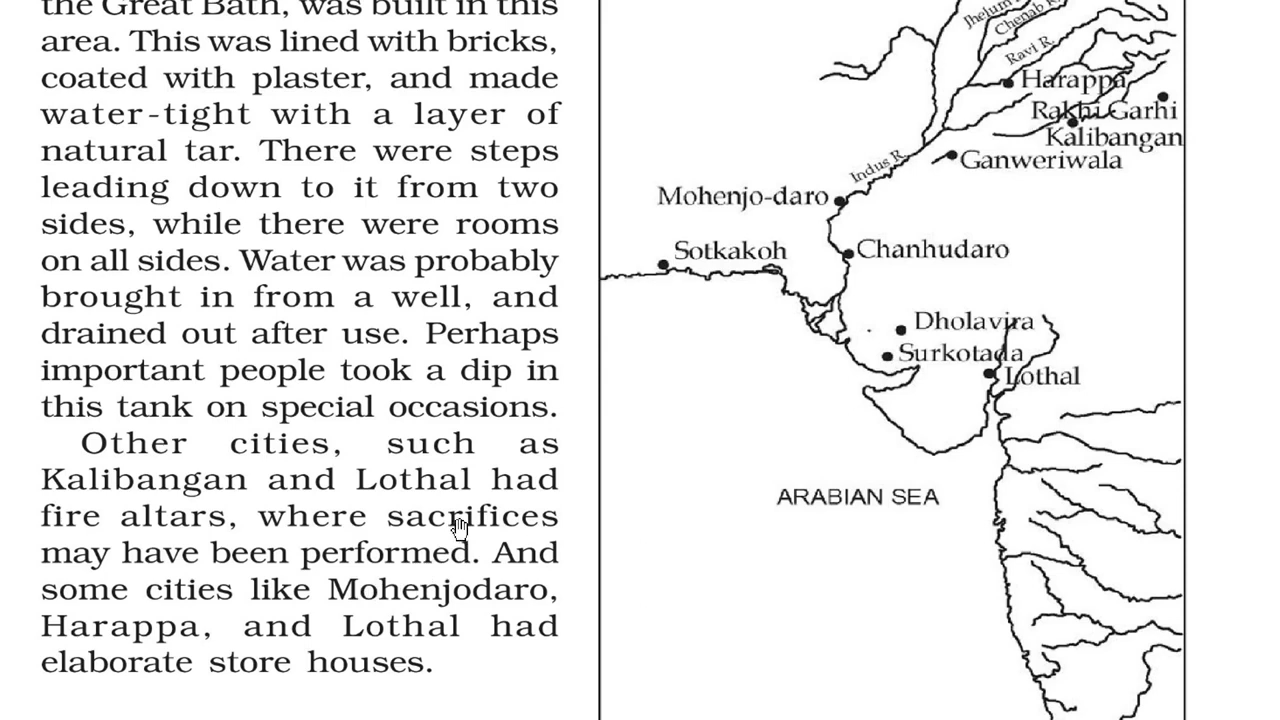 the Great Bath, was built in this
area. This was lined with bricks,
coated with plaster, and made
water-tight with a layer of
natural tar. There were steps
leading down to it from two
sides, while there were rooms
on all sides. Water was probably
brought in from a well, and
drained out after use. Perhaps
important people took a dip in
this tank on special occasions.
Other cities, such as
Kalibangan and Lothal had
fire altars, where sacrifices
may have been performed. And
some cities like Mohenjodaro,
Harappa, and Lothal had
elaborate store houses.
Jhelum
Chenab R.
Ravi R.
Harappa
Rakhi Garhi
Kalibangan
Ganweriwala
Indus R.
Mohenjo-daro
Sotkakoh
Chanhudaro
Dholavira
Surkotada
Lothal
ARABIAN SEA